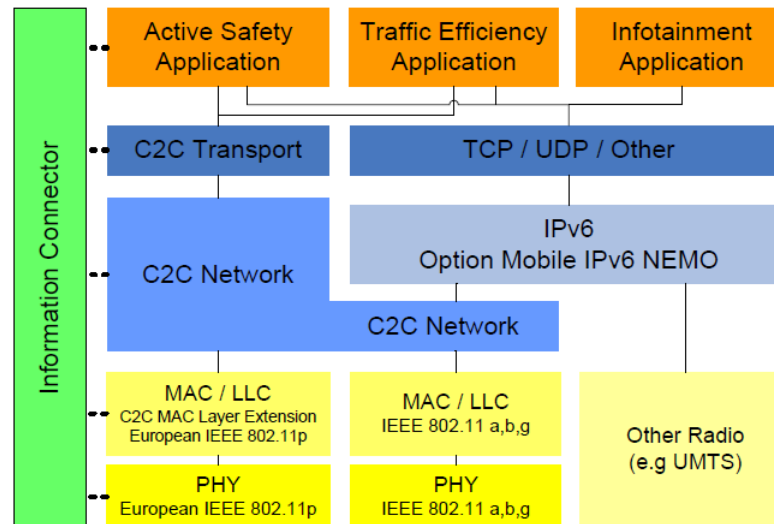 Information Connector
Active Safety
Application
Traffic Efficiency
Application
Infotainment
Application
C2C Transport
TCP / UDP / Other
C2C Network
IPv6
Option Mobile IPv6 NEMO
C2C Network
MAC / LLC
C2C MAC Layer Extension
European IEEE 802.11p
MAC / LLC
IEEE 802.11 a,b,g
Other Radio
(e.g UMTS)
PHY
European IEEE 802.11p
PHY
IEEE 802.11 a,b,g